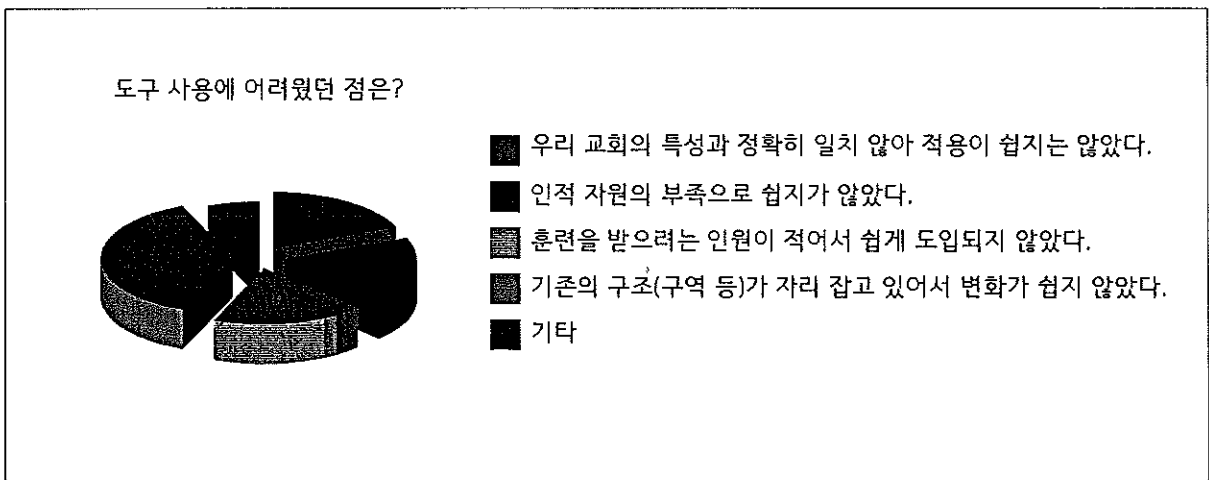 도구 사용에 어려웠던 점은?
우리 교회의 특성과 정확히 일치 않아 적용이 쉽지는 않았다.
인적 자원의 부족으로 쉽지가 않았다.
훈련을 받으려는 인원이 적어서 쉽게 도입되지 않았다.
기존의 구조(구역 등)가 자리 잡고 있어서 변화가 쉽지 않았다.
기타